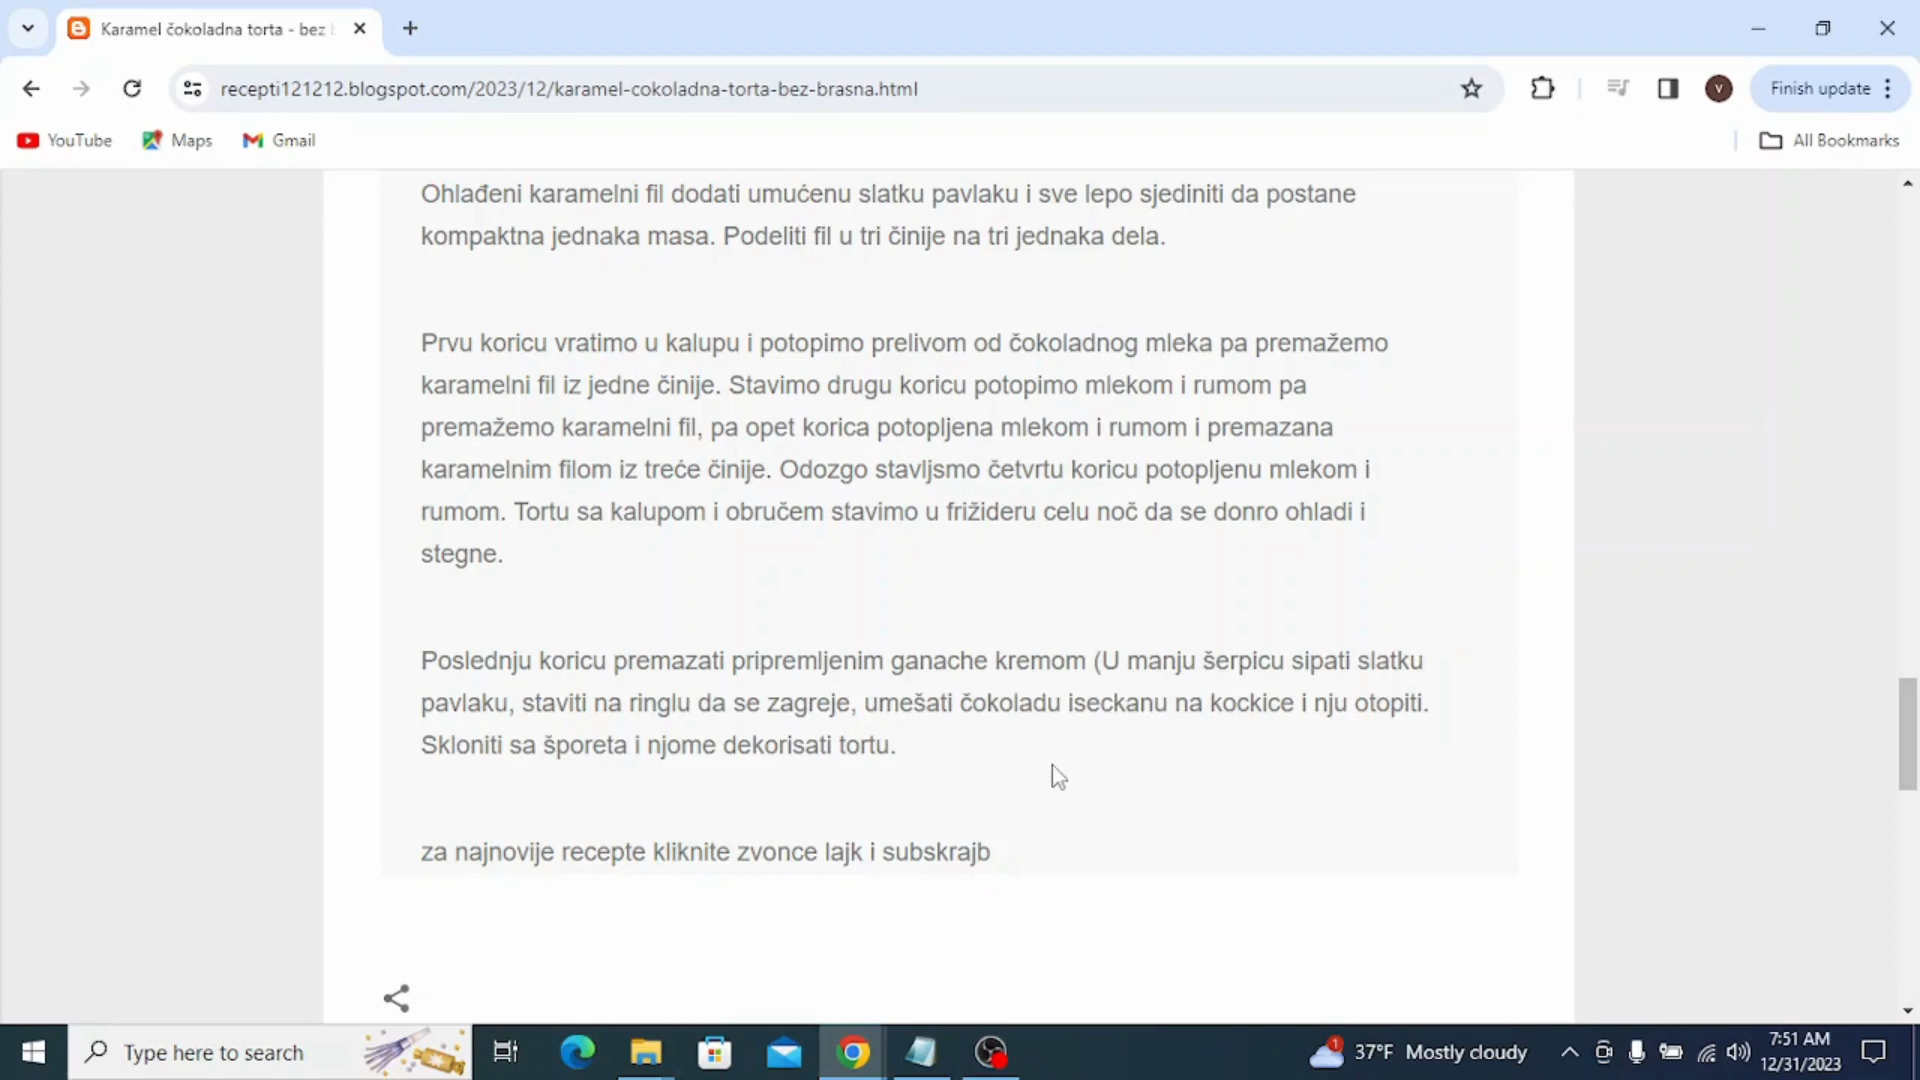 Karamel čokoladna torta - bez
recepti121212.blogspot.com/2023/12/karamel-cokoladna-torta-bez-brasna.html
V
Finish update
YouTube
Maps
Gmail
All Bookmarks
Ohlađeni karamelni fil dodati umućenu slatku pavlaku i sve lepo sjediniti da postane
kompaktna jednaka masa. Podeliti fil u tri činije na tri jednaka dela.
Prvu koricu vratimo u kalupu i potopimo prelivom od čokoladnog mleka pa premažemo
karamelni fil iz jedne činije. Stavimo drugu koricu potopimo mlekom i rumom pa
premažemo karamelni fil, pa opet korica potopljena mlekom i rumom i premazana
karamelnim filom iz treće činije. Odozgo stavljsmo četvrtu koricu potopljenu mlekom i
rumom. Tortu sa kalupom i obručem stavimo u frižideru celu noč da se donro ohladi i
stegne.
Poslednju koricu premazati pripremljenim ganache kremom (U manju šerpicu sipati slatku
pavlaku, staviti na ringlu da se zagreje, umešati čokoladu iseckanu na kockice i nju otopiti.
Skloniti sa šporeta i njome dekorisati tortu.
za najnovije recepte kliknite zvonce lajk i subskrajb
Type here to search
1
37°F Mostly cloudy
7:51 AM
12/31/2023